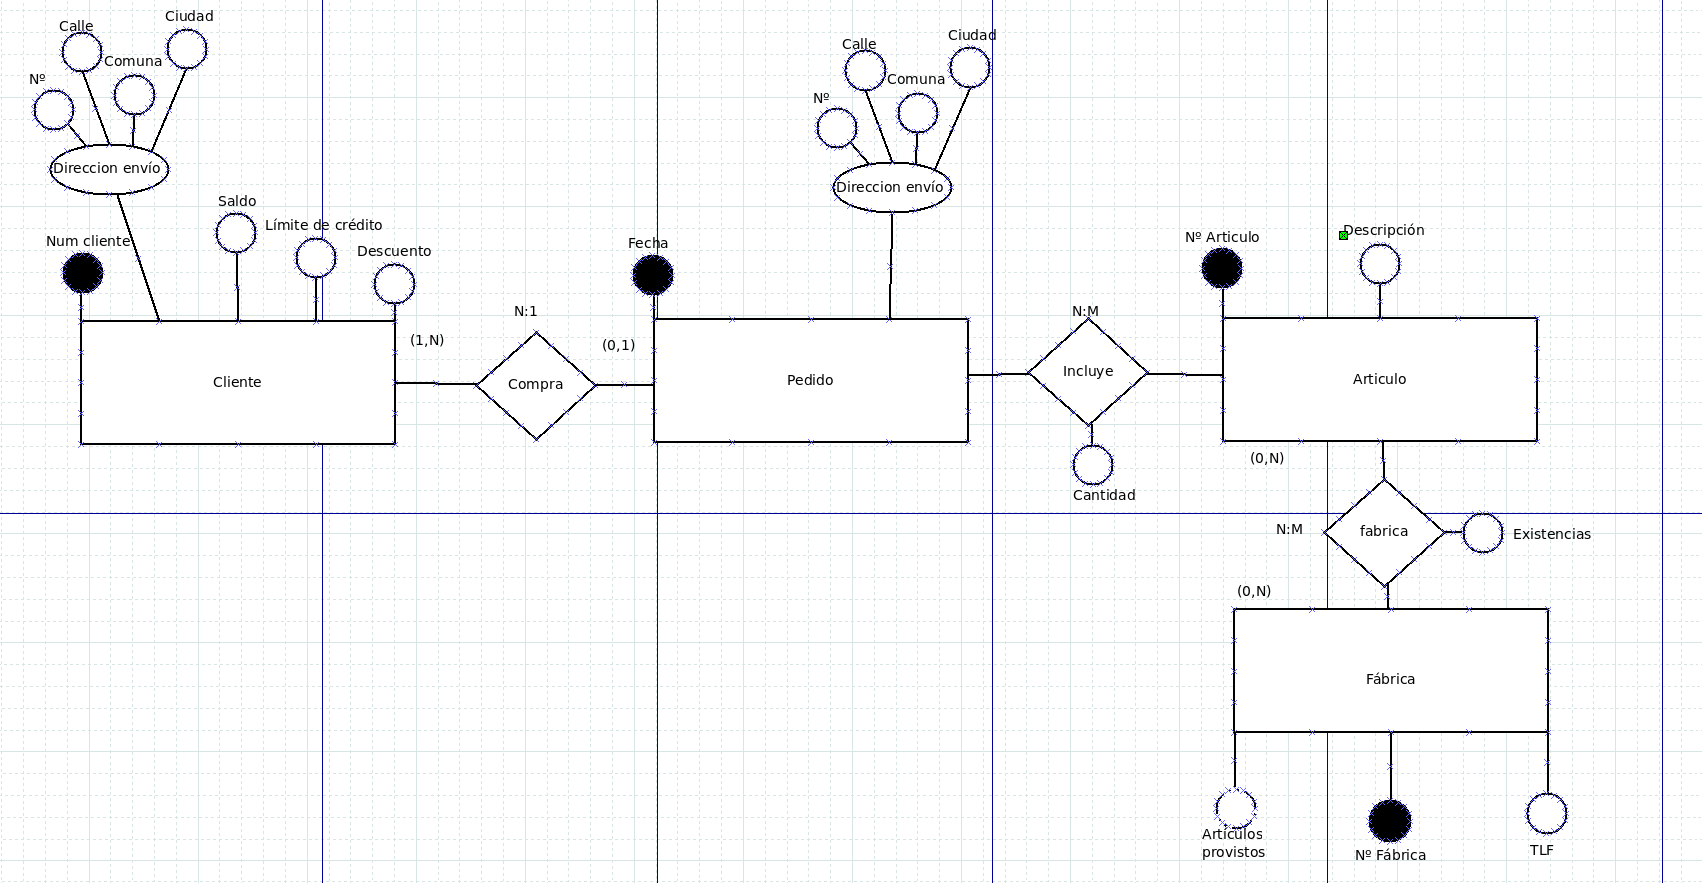 Calle
Ciudad
Nº
Comuna
Direccion envío
Num cliente
Saldo
Límite de crédito
Descuento
Cliente
(1,N)
N:1
Compra
(0,1)
Calle
Ciudad
Nº
Comuna
Direccion envío
Fecha
Pedido
N:M
Incluye
Cantidad
Nº Articulo
Descripción
Articulo
(0,N)
N:M
fabrica
Existencias
(0,N)
Fábrica
Articulos
provistos
Nº Fábrica
TLF